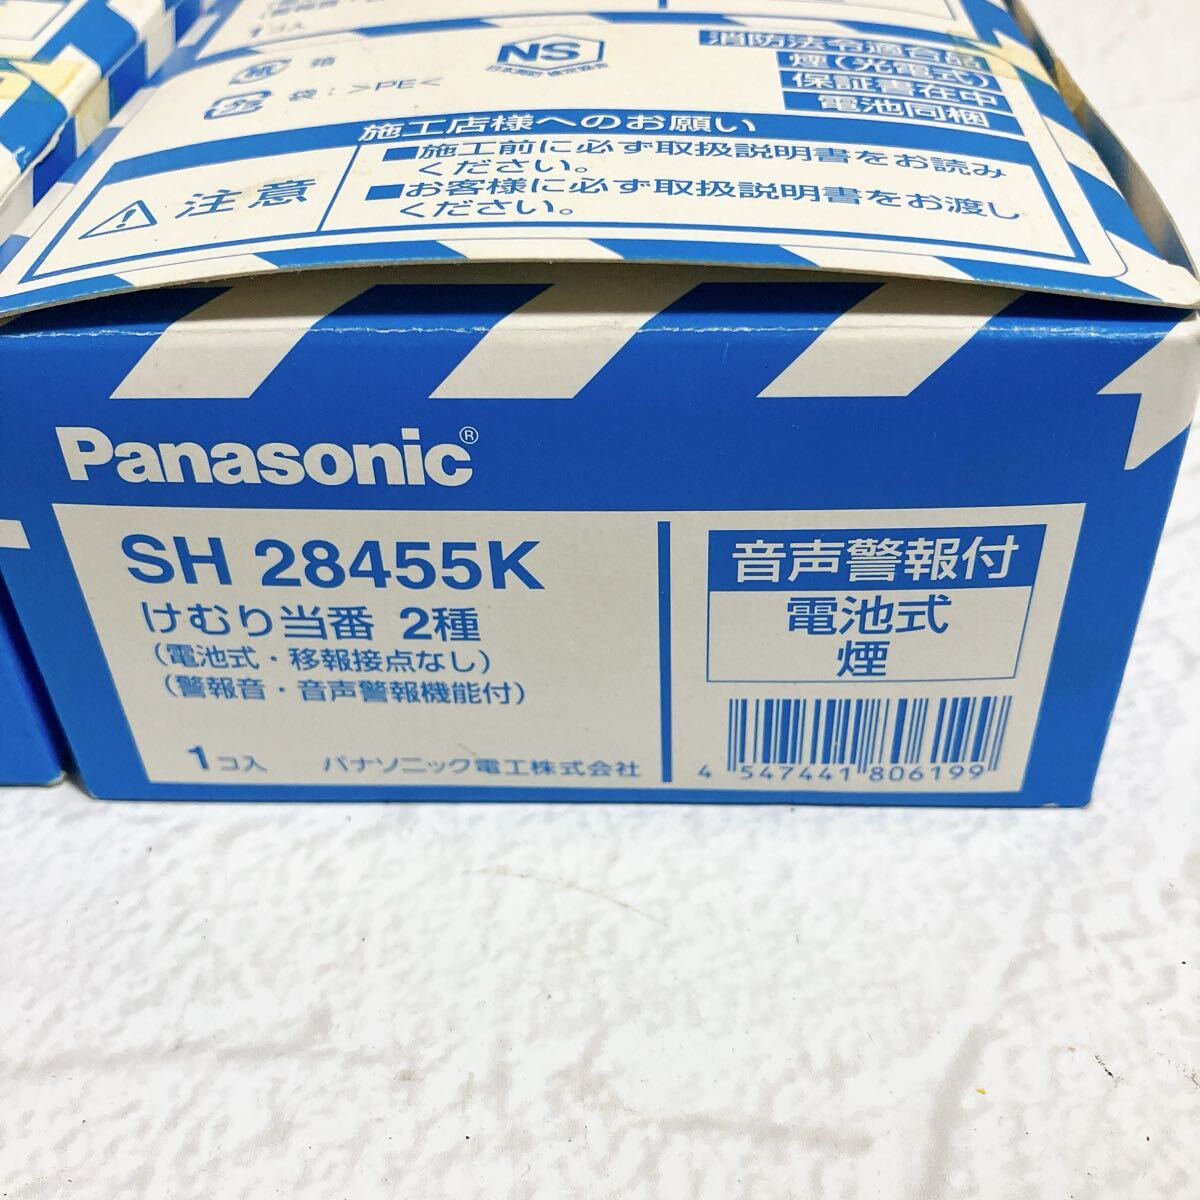 1コ入
紙 箱
NS
消防法令適合品
煙(光電式)
保証書在中
電池同梱
袋:>PE<
施工店様へのお願い
注意
■施工前に必ず取扱説明書をお読み
ください。
■お客様に必ず取扱説明書をお渡し
ください。
Panasonic®
SH 28455K
けむり当番 2種
(電池式・移報接点なし)
(警報音・音声警報機能付)
1コ入 パナソニック電工株式会社
音声警報付
電池式
煙
4 547441 806199